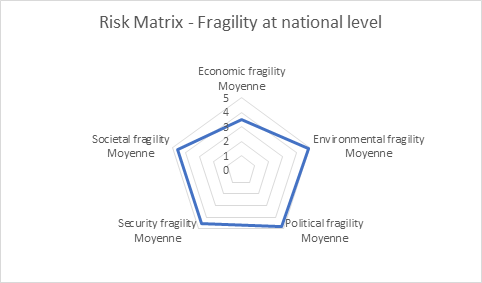 Risk Matrix - Fragility at national level
Economic fragility
Moyenne
5
4
3
2
1
0
Societal fragility
Moyenne
Environmental fragility
Moyenne
Security fragility
Moyenne
Political fragility
Moyenne